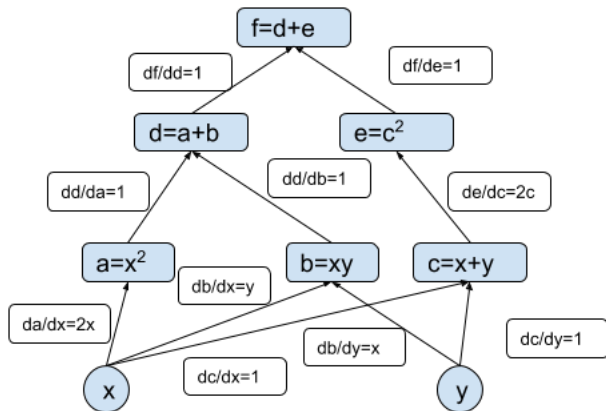 f=d+e
df/dd=1
df/de=1
d=a+b
e=c²
dd/da=1
dd/db=1
de/dc=2c
a=x²
b=xy
c=x+y
db/dx=y
da/dx=2x
db/dy=x
dc/dy=1
dc/dx=1
x
y